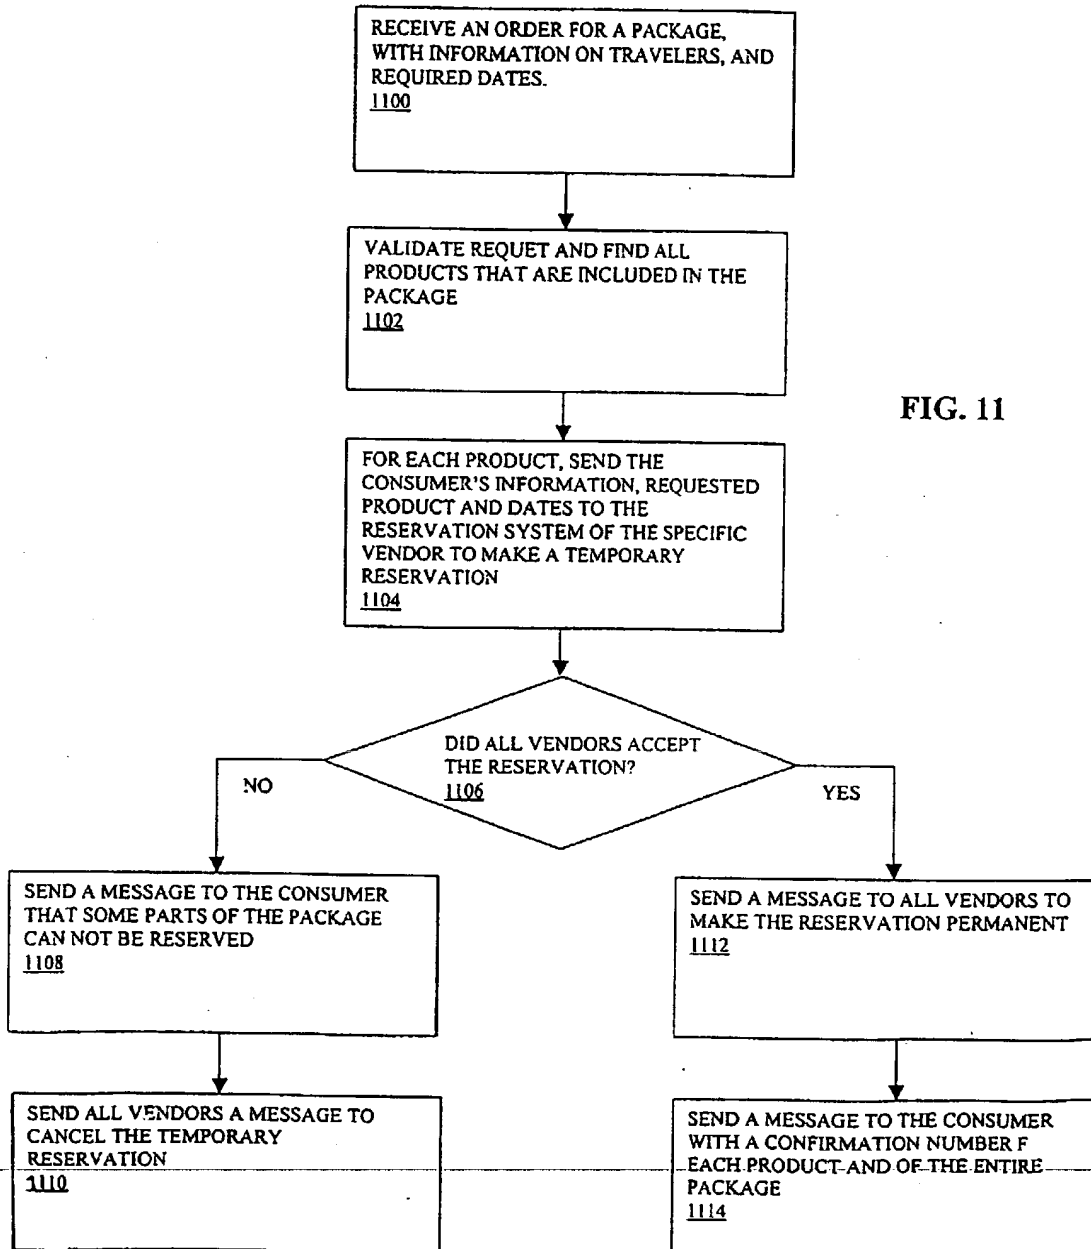 RECEIVE AN ORDER FOR A PACKAGE,
WITH INFORMATION ON TRAVELERS, AND
REQUIRED DATES.
1100
VALIDATE REQUET AND FIND ALL
PRODUCTS THAT ARE INCLUDED IN THE
PACKAGE
1102
FIG. 11
FOR EACH PRODUCT, SEND THE
CONSUMER'S INFORMATION, REQUESTED
PRODUCT AND DATES TO THE
RESERVATION SYSTEM OF THE SPECIFIC
VENDOR TO MAKE A TEMPORARY
RESERVATION
1104
DID ALL VENDORS ACCEPT
THE RESERVATION?
1106
NO
YES
SEND A MESSAGE TO THE CONSUMER
THAT SOME PARTS OF THE PACKAGE
CAN NOT BE RESERVED
1108
SEND A MESSAGE TO ALL VENDORS TO
MAKE THE RESERVATION PERMANENT
1112
SEND ALL VENDORS A MESSAGE TO
CANCEL THE TEMPORARY
RESERVATION
1110
SEND A MESSAGE TO THE CONSUMER
WITH A CONFIRMATION NUMBER F
EACH PRODUCT AND OF THE ENTIRE
PACKAGE
1114